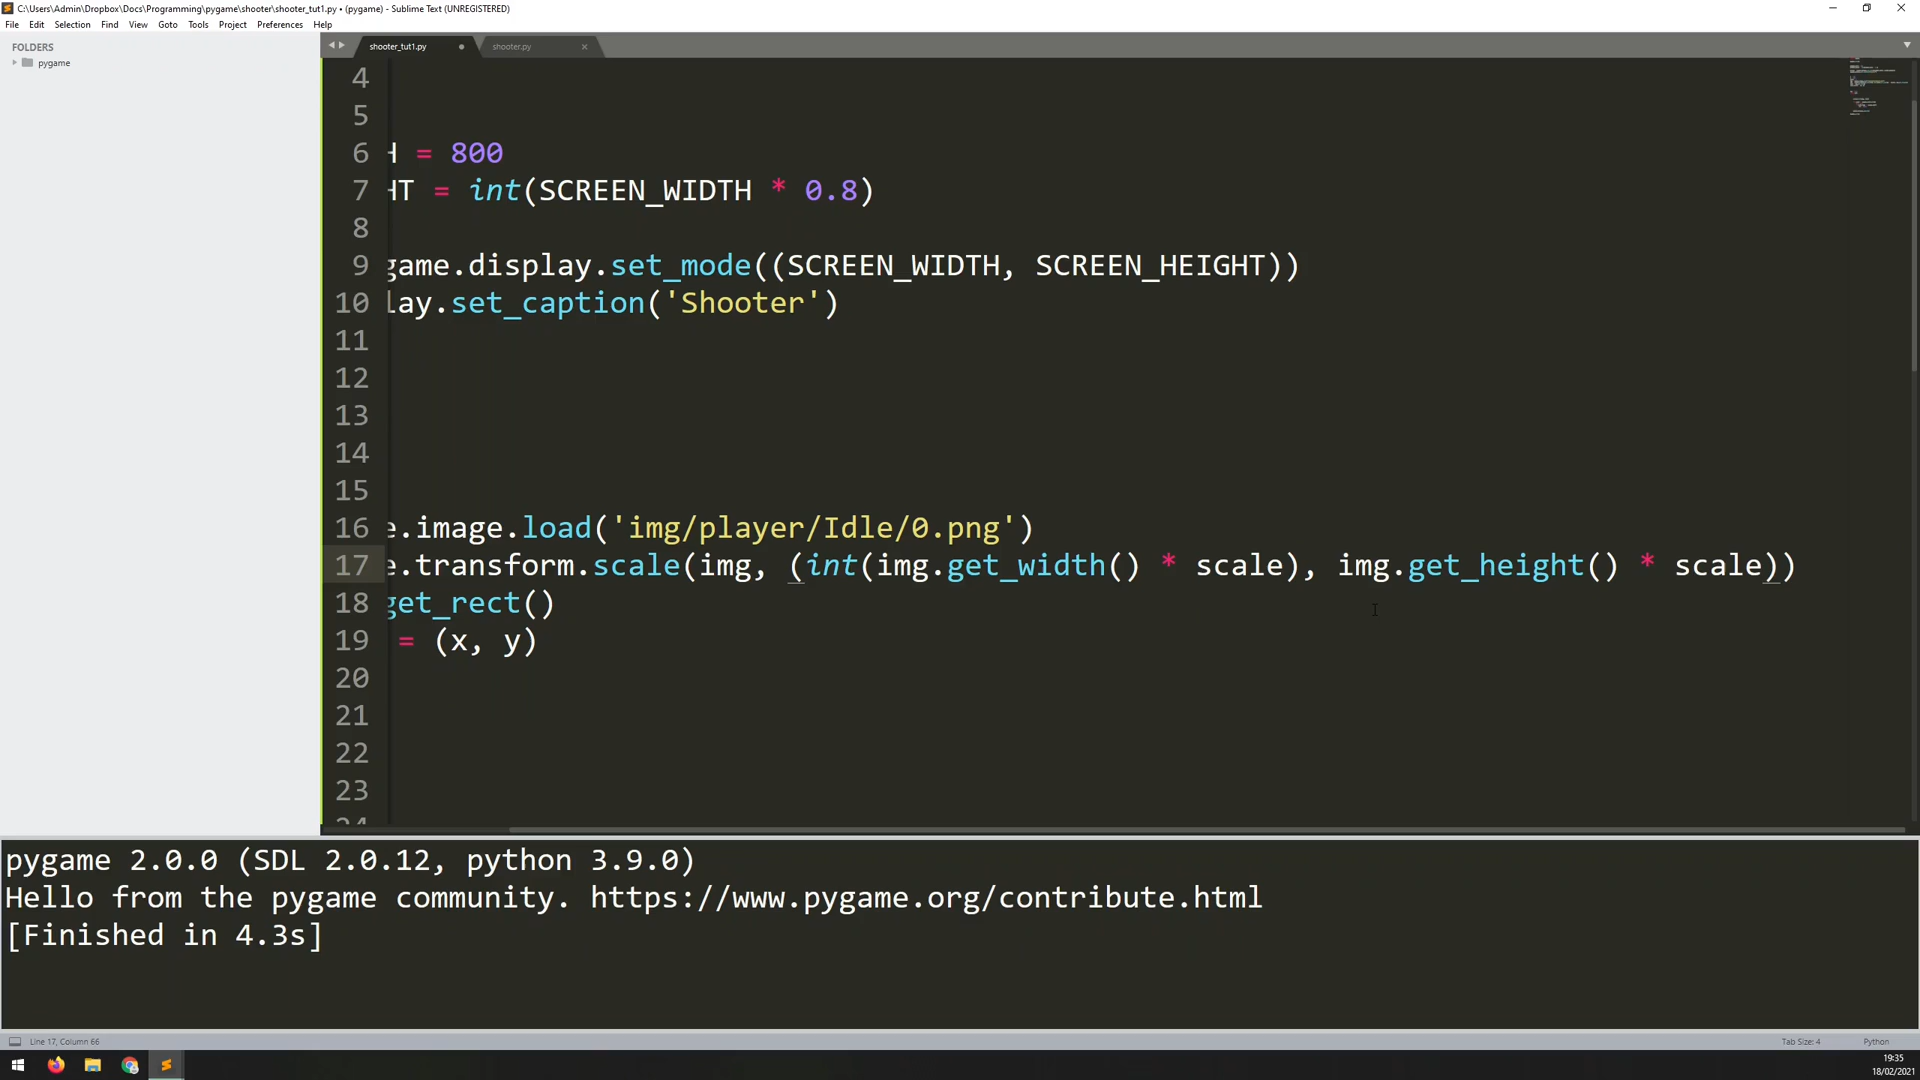 C:\Users\Admin\Dropbox\Docs\Programming\pygame\shooter\shooter_tut1.py • (pygame) - Sublime Text (UNREGISTERED)
File Edit Selection Find View Goto Tools Project Preferences Help
FOLDERS
pygame
shooter_tut1.py
shooter.py
4
5
6 H = 800
7 HT = int(SCREEN_WIDTH * 0.8)
8
9 game.display.set_mode((SCREEN_WIDTH, SCREEN_HEIGHT))
10 lay.set_caption('Shooter')
11
12
13
14
15
16 e.image.load('img/player/Idle/0.png')
17 e.transform.scale(img, (int(img.get_width() * scale), img.get_height() * scale))
18 get_rect()
19 = (x, y)
20
21
22
23
24
pygame 2.0.0 (SDL 2.0.12, python 3.9.0)
Hello from the pygame community. https://www.pygame.org/contribute.html
[Finished in 4.3s]
Line 17, Column 66
Tab Size: 4
Python
19:35
18/02/2021